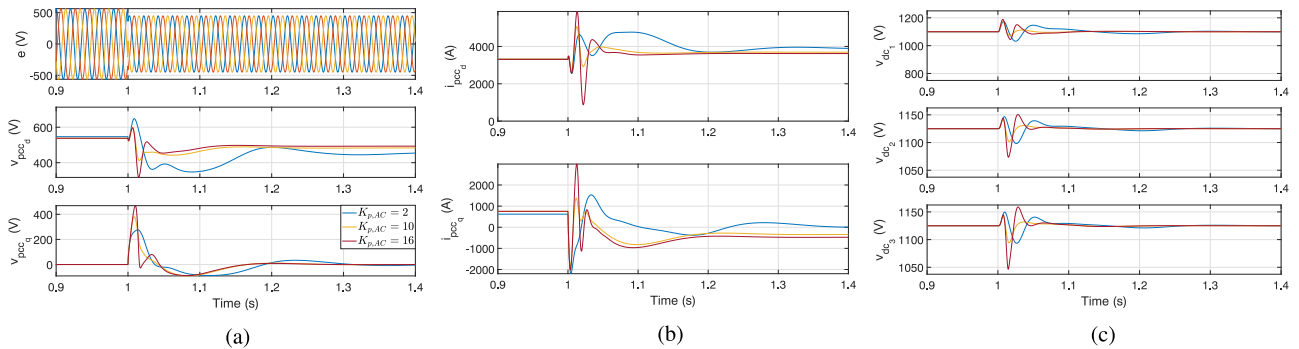 500
0
-500
e (V)
0.9 1 1.1 1.2 1.3 1.4
600
400
v_pcc_d (V)
0.9 1 1.1 1.2 1.3 1.4
400
200
0
v_pcc_q (V)
K_{p,AC} = 2
K_{p,AC} = 10
K_{p,AC} = 16
0.9 1 1.1 1.2 1.3 1.4
Time (s)
(a)
4000
2000
0
i_pcc_d (A)
0.9 1 1.1 1.2 1.3 1.4
2000
1000
0
-1000
-2000
i_pcc_q (A)
0.9 1 1.1 1.2 1.3 1.4
Time (s)
(b)
1200
1000
800
v_dc_1 (V)
0.9 1 1.1 1.2 1.3 1.4
1150
1100
1050
v_dc_2 (V)
0.9 1 1.1 1.2 1.3 1.4
1150
1100
1050
v_dc_3 (V)
0.9 1 1.1 1.2 1.3 1.4
Time (s)
(c)